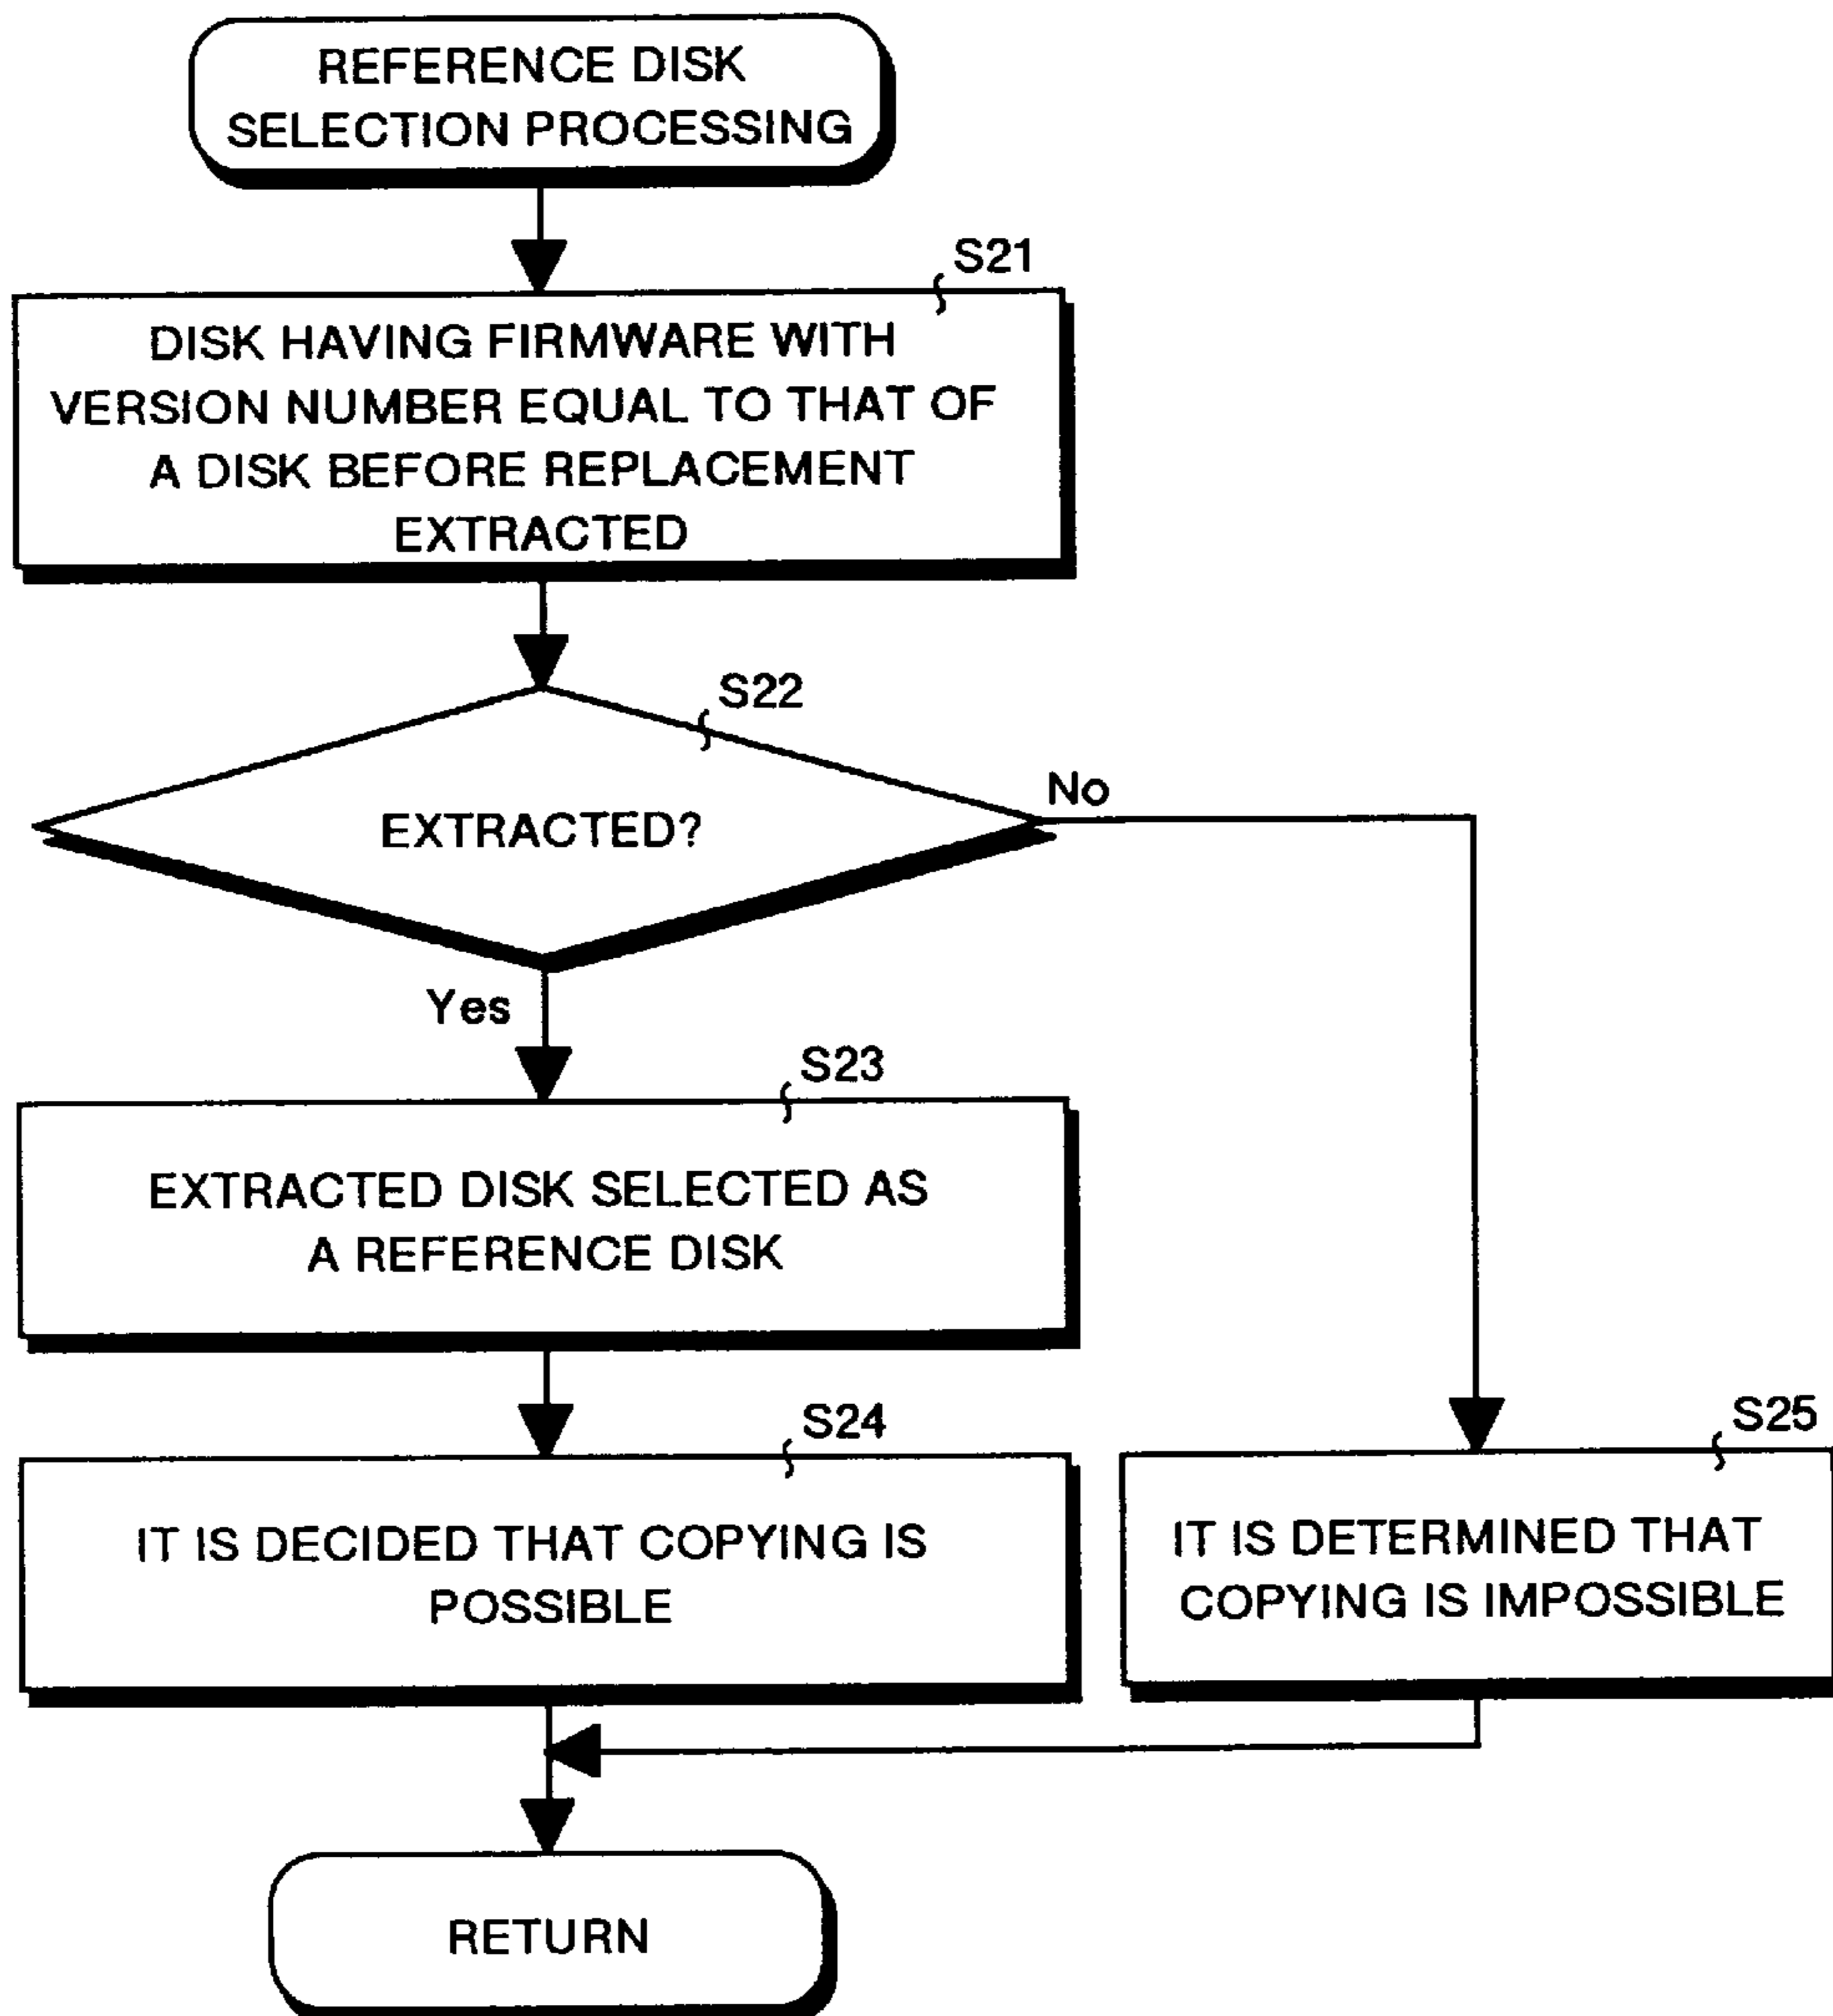 REFERENCE DISK
SELECTION PROCESSING
S21
DISK HAVING FIRMWARE WITH
VERSION NUMBER EQUAL TO THAT OF
A DISK BEFORE REPLACEMENT
EXTRACTED
S22
EXTRACTED?
No
Yes
S23
EXTRACTED DISK SELECTED AS
A REFERENCE DISK
S24
IT IS DECIDED THAT COPYING IS
POSSIBLE
S25
IT IS DETERMINED THAT
COPYING IS IMPOSSIBLE
RETURN